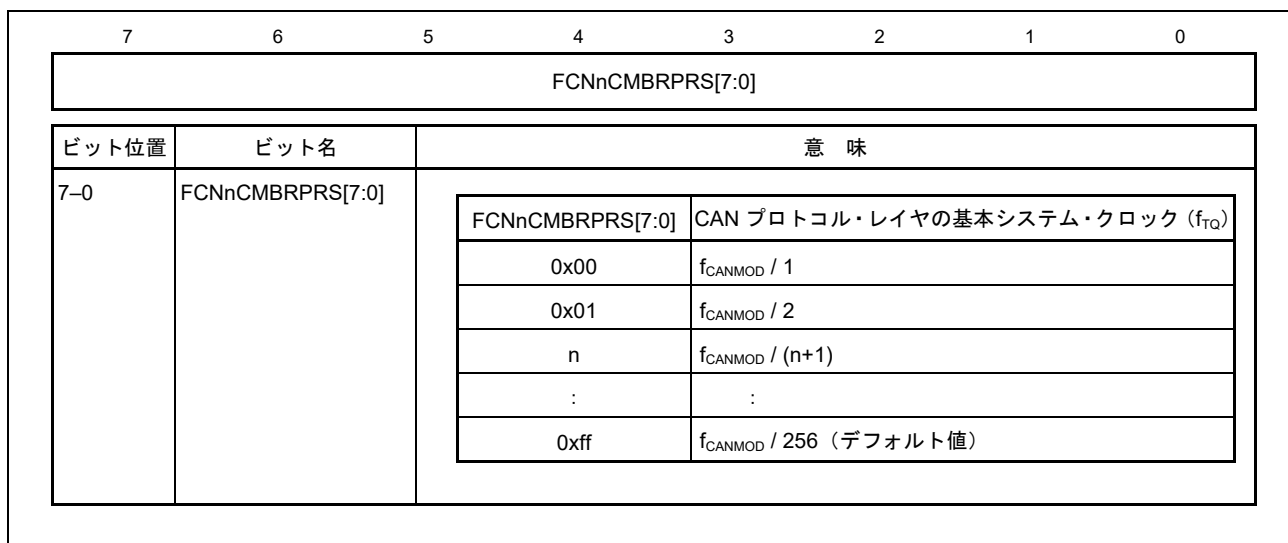 7 6 5 4 3 2 1 0
FCNnCMBRPRS[7:0]
ビット位置 ビット名 意 味
7–0 FCNnCMBRPRS[7:0]
FCNnCMBRPRS[7:0] CAN プロトコル・レイヤの基本システム・クロック（fTQ）
0x00 fCANMOD / 1
0x01 fCANMOD / 2
n fCANMOD / (n+1)
: :
0xff fCANMOD / 256（デフォルト値）